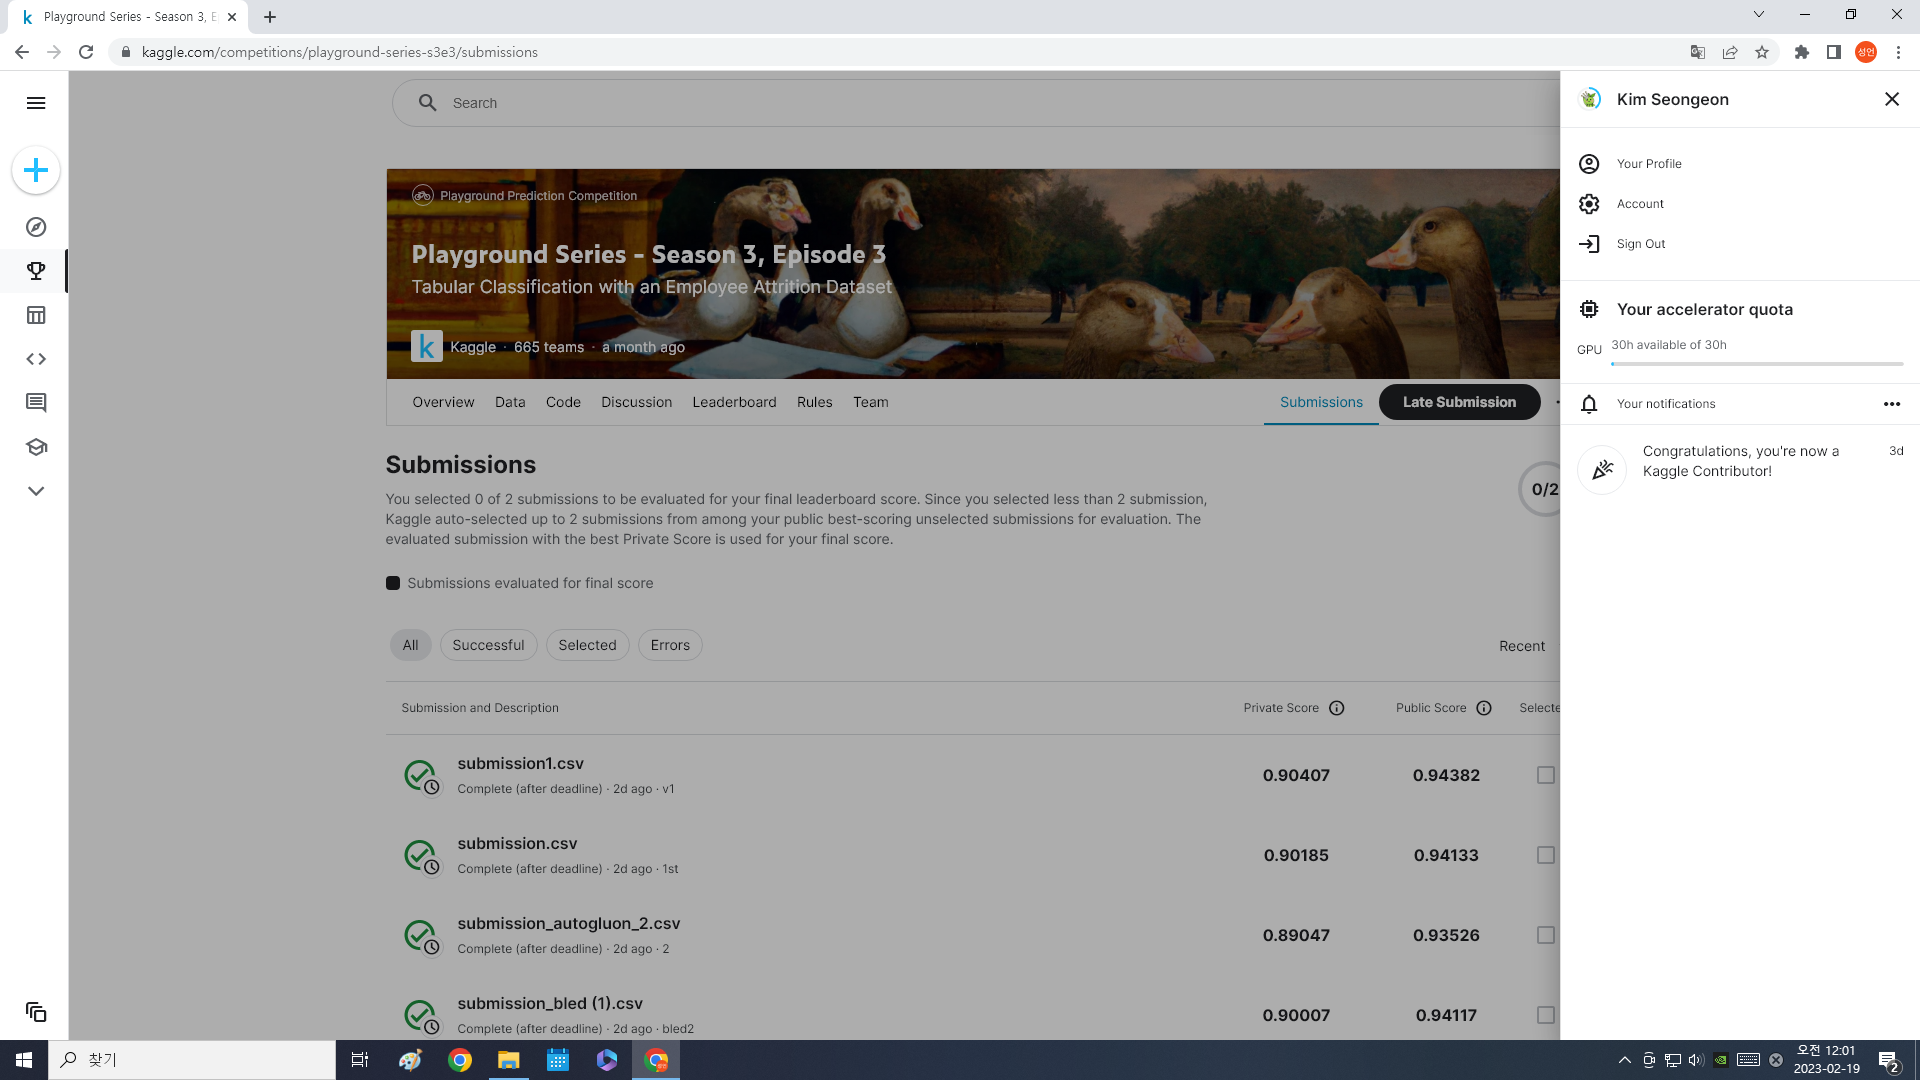 Playground Series - Season 3, E
kaggle.com/competitions/playground-series-s3e3/submissions
성언
Search
Kim Seongeon
Your Profile
Account
Sign Out
Your accelerator quota
GPU
30h available of 30h
Your notifications
Congratulations, you're now a
Kaggle Contributor!
3d
Playground Prediction Competition
Playground Series - Season 3, Episode 3
Tabular Classification with an Employee Attrition Dataset
k
Kaggle · 665 teams · a month ago
Overview Data Code Discussion Leaderboard Rules Team Submissions Late Submission
Submissions
You selected 0 of 2 submissions to be evaluated for your final leaderboard score. Since you selected less than 2 submission,
Kaggle auto-selected up to 2 submissions from among your public best-scoring unselected submissions for evaluation. The
evaluated submission with the best Private Score is used for your final score.
0/2
Submissions evaluated for final score
All Successful Selected Errors Recent
Submission and Description Private Score Public Score Selecte
submission1.csv
Complete (after deadline) · 2d ago · v1
0.90407 0.94382
submission.csv
Complete (after deadline) · 2d ago · 1st
0.90185 0.94133
submission_autogluon_2.csv
Complete (after deadline) · 2d ago · 2
0.89047 0.93526
submission_bled (1).csv
Complete (after deadline) · 2d ago · bled2
0.90007 0.94117
찾기
오전 12:01
2023-02-19
2